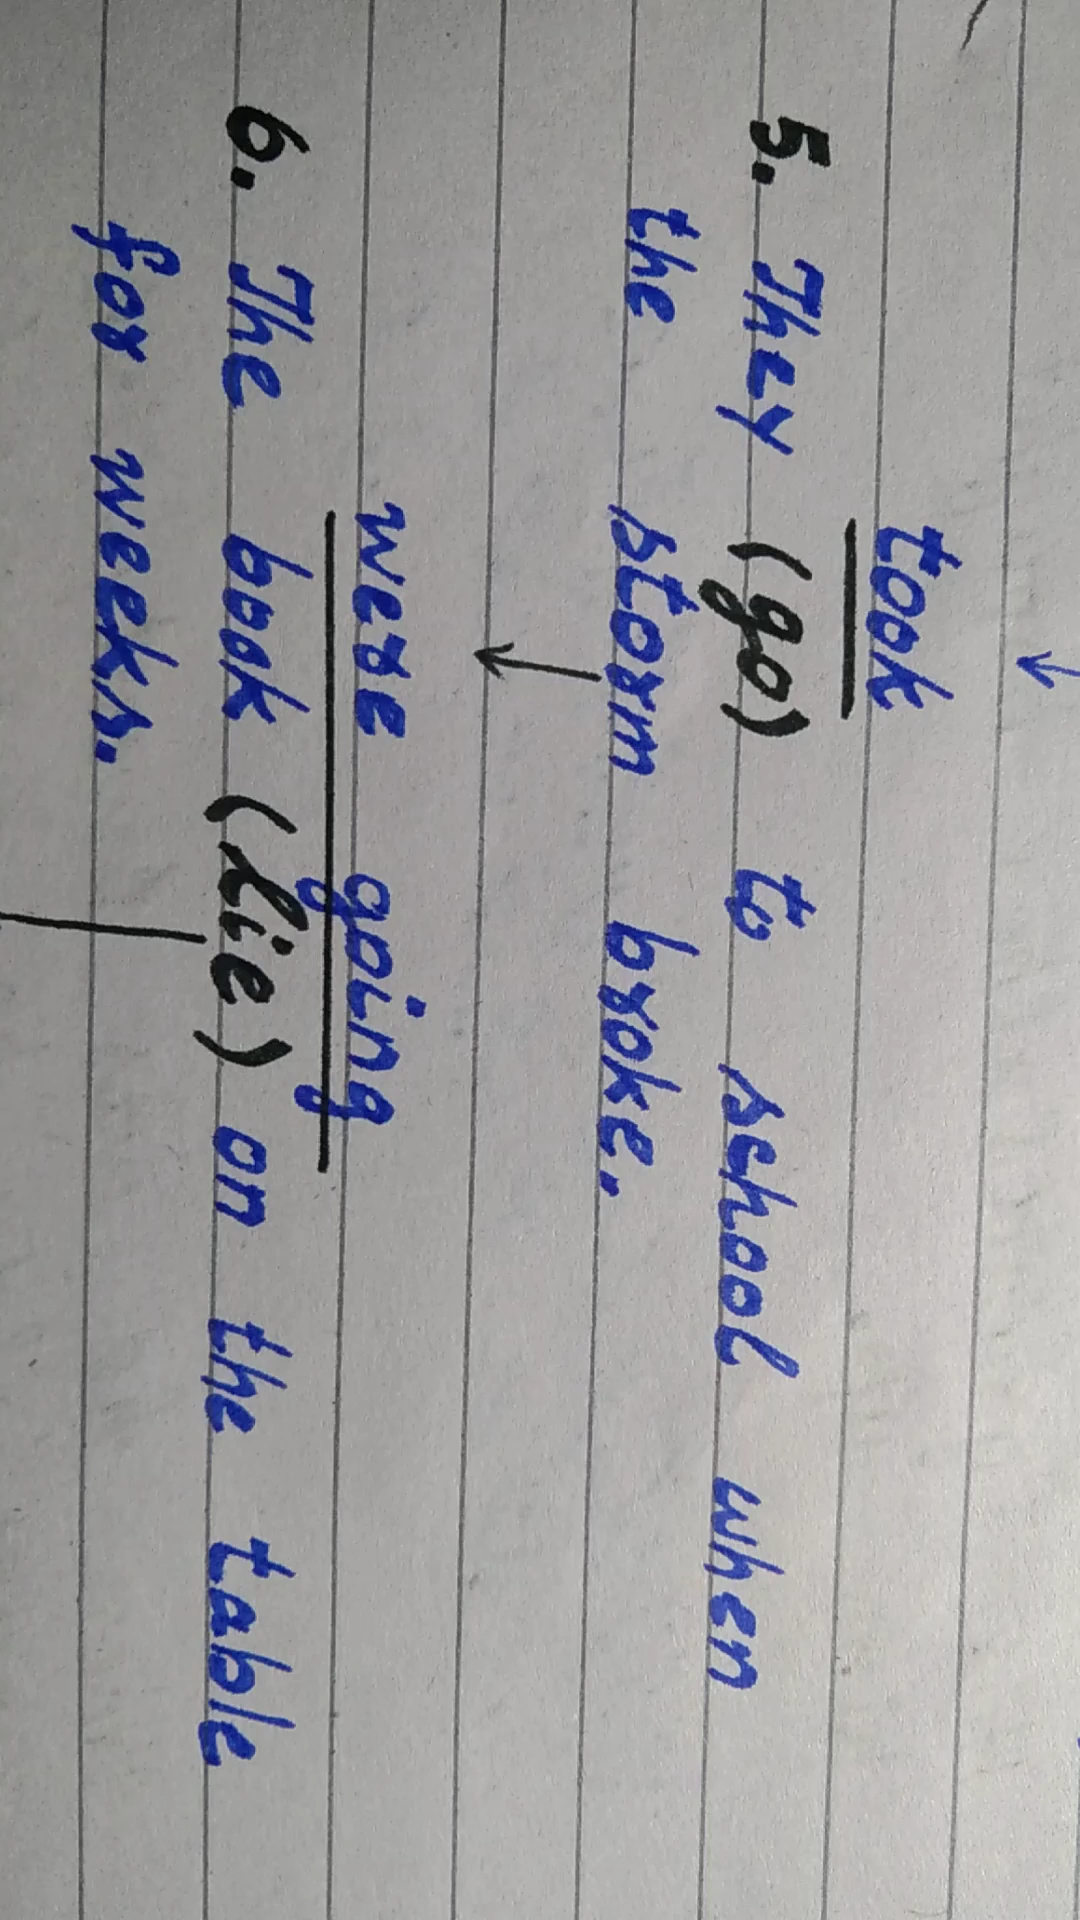 took
5. They (go) to school when
the storm broke.
were going
6. The book (lie) on the table
for weeks.